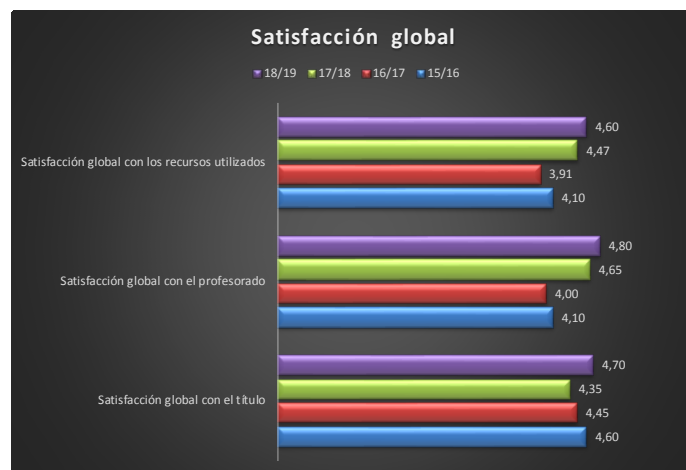 Satisfacción global
18/19 17/18 16/17 15/16
Satisfacción global con los recursos utilizados
4,60
4,47
3,91
4,10
Satisfacción global con el profesorado
4,80
4,65
4,00
4,10
Satisfacción global con el título
4,70
4,35
4,45
4,60